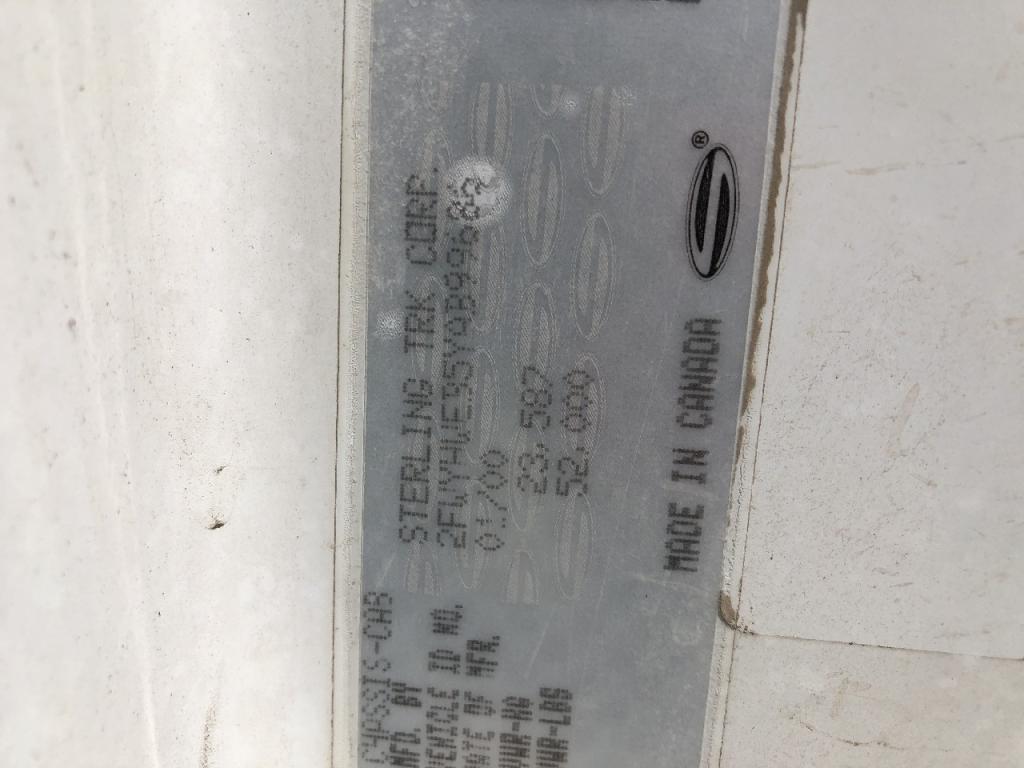 CHASSIS-CAB
MFD. BY STERLING TRK CORP.
VEHICLE ID NO.
DATE OF MFR. 01/00
GVWR-KG 23,587
GVWR-LBS 52,000
MADE IN CANADA ®